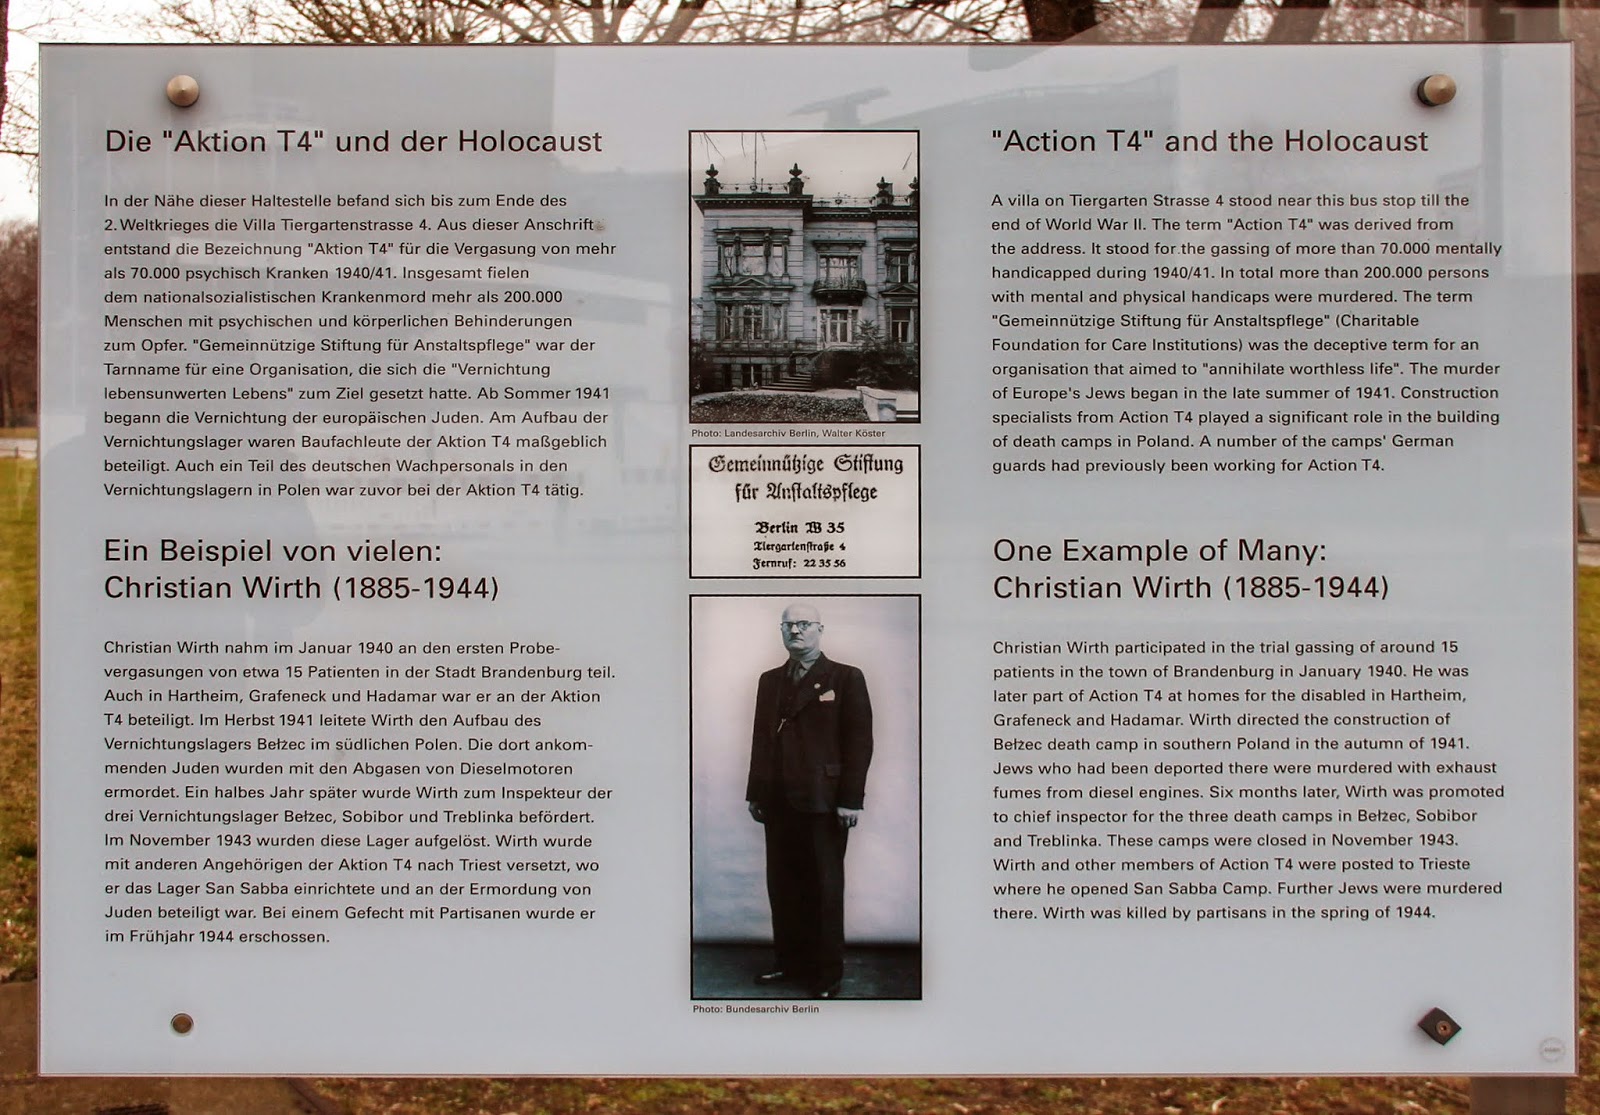 Die "Aktion T4" und der Holocaust
In der Nähe dieser Haltestelle befand sich bis zum Ende des
2. Weltkrieges die Villa Tiergartenstrasse 4. Aus dieser Anschrift
entstand die Bezeichnung "Aktion T4" für die Vergasung von mehr
als 70.000 psychisch Kranken 1940/41. Insgesamt fielen
dem nationalsozialistischen Krankenmord mehr als 200.000
Menschen mit psychischen und körperlichen Behinderungen
zum Opfer. "Gemeinnützige Stiftung für Anstaltspflege" war der
Tarnname für eine Organisation, die sich die "Vernichtung
lebensunwerten Lebens" zum Ziel gesetzt hatte. Ab Sommer 1941
begann die Vernichtung der europäischen Juden. Am Aufbau der
Vernichtungslager waren Baufachleute der Aktion T4 maßgeblich
beteiligt. Auch ein Teil des deutschen Wachpersonals in den
Vernichtungslagern in Polen war zuvor bei der Aktion T4 tätig.
Ein Beispiel von vielen:
Christian Wirth (1885-1944)
Christian Wirth nahm im Januar 1940 an den ersten Probe-
vergasungen von etwa 15 Patienten in der Stadt Brandenburg teil.
Auch in Hartheim, Grafeneck und Hadamar war er an der Aktion
T4 beteiligt. Im Herbst 1941 leitete Wirth den Aufbau des
Vernichtungslagers Bełżec im südlichen Polen. Die dort ankom-
menden Juden wurden mit den Abgasen von Dieselmotoren
ermordet. Ein halbes Jahr später wurde Wirth zum Inspekteur der
drei Vernichtungslager Bełżec, Sobibor und Treblinka befördert.
Im November 1943 wurden diese Lager aufgelöst. Wirth wurde
mit anderen Angehörigen der Aktion T4 nach Triest versetzt, wo
er das Lager San Sabba einrichtete und an der Ermordung von
Juden beteiligt war. Bei einem Gefecht mit Partisanen wurde er
im Frühjahr 1944 erschossen.
Photo: Landesarchiv Berlin, Walter Köster
Gemeinnützige Stiftung
für Anstaltspflege
Berlin W 35
Tiergartenstraße 4
Fernruf: 22 35 56
Photo: Bundesarchiv Berlin
"Action T4" and the Holocaust
A villa on Tiergarten Strasse 4 stood near this bus stop till the
end of World War II. The term "Action T4" was derived from
the address. It stood for the gassing of more than 70.000 mentally
handicapped during 1940/41. In total more than 200.000 persons
with mental and physical handicaps were murdered. The term
"Gemeinnützige Stiftung für Anstaltspflege" (Charitable
Foundation for Care Institutions) was the deceptive term for an
organisation that aimed to "annihilate worthless life". The murder
of Europe's Jews began in the late summer of 1941. Construction
specialists from Action T4 played a significant role in the building
of death camps in Poland. A number of the camps' German
guards had previously been working for Action T4.
One Example of Many:
Christian Wirth (1885-1944)
Christian Wirth participated in the trial gassing of around 15
patients in the town of Brandenburg in January 1940. He was
later part of Action T4 at homes for the disabled in Hartheim,
Grafeneck and Hadamar. Wirth directed the construction of
Bełżec death camp in southern Poland in the autumn of 1941.
Jews who had been deported there were murdered with exhaust
fumes from diesel engines. Six months later, Wirth was promoted
to chief inspector for the three death camps in Bełżec, Sobibor
and Treblinka. These camps were closed in November 1943.
Wirth and other members of Action T4 were posted to Trieste
where he opened San Sabba Camp. Further Jews were murdered
there. Wirth was killed by partisans in the spring of 1944.